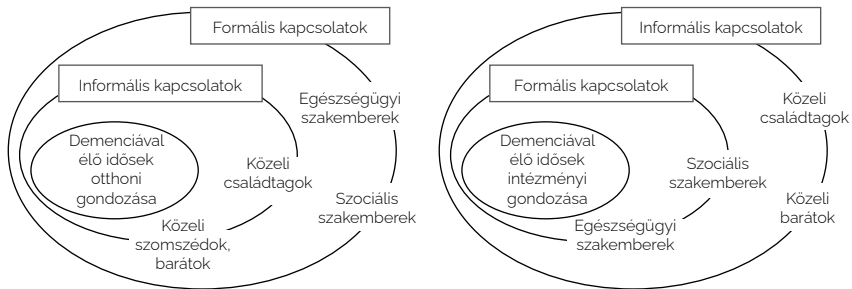 Formális kapcsolatok
Informális kapcsolatok
Egészségügyi
szakemberek
Demenciával
élő idősek
otthoni
gondozása
Közeli
családtagok
Szociális
szakemberek
Közeli
szomszédok,
barátok
Informális kapcsolatok
Formális kapcsolatok
Közeli
családtagok
Demenciával
élő idősek
intézményi
gondozása
Szociális
szakemberek
Közeli
barátok
Egészségügyi
szakemberek